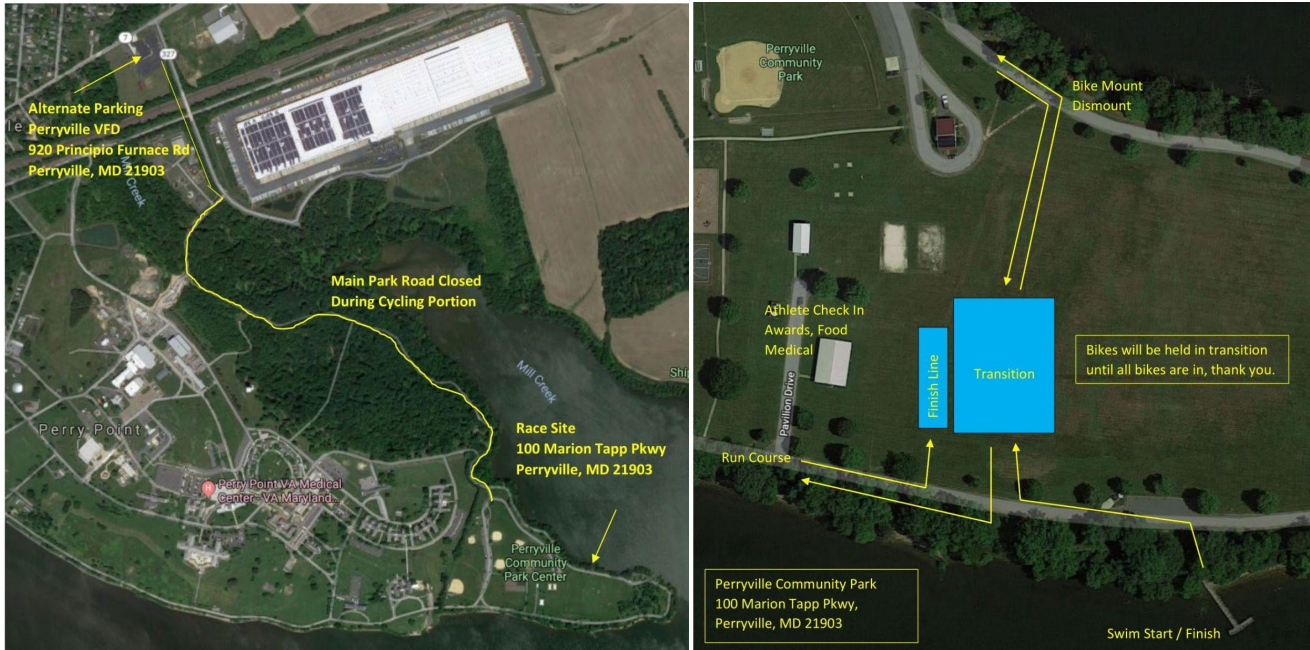 7
327
Alternate Parking
Perryville VFD
920 Principio Furnace Rd
Perryville, MD 21903
Mill Creek
Main Park Road Closed
During Cycling Portion
Mill Creek
Race Site
100 Marion Tapp Pkwy
Perryville, MD 21903
Perry Point
H
Perry Point VA Medical
Center - VA Maryland...
Perryville
Community
Park Center
Perryville
Community
Park
Bike Mount
Dismount
Athlete Check In
Awards, Food
Medical
Pavilion Drive
Finish Line
Transition
Bikes will be held in transition
until all bikes are in, thank you.
Run Course
Perryville Community Park
100 Marion Tapp Pkwy,
Perryville, MD 21903
Swim Start / Finish